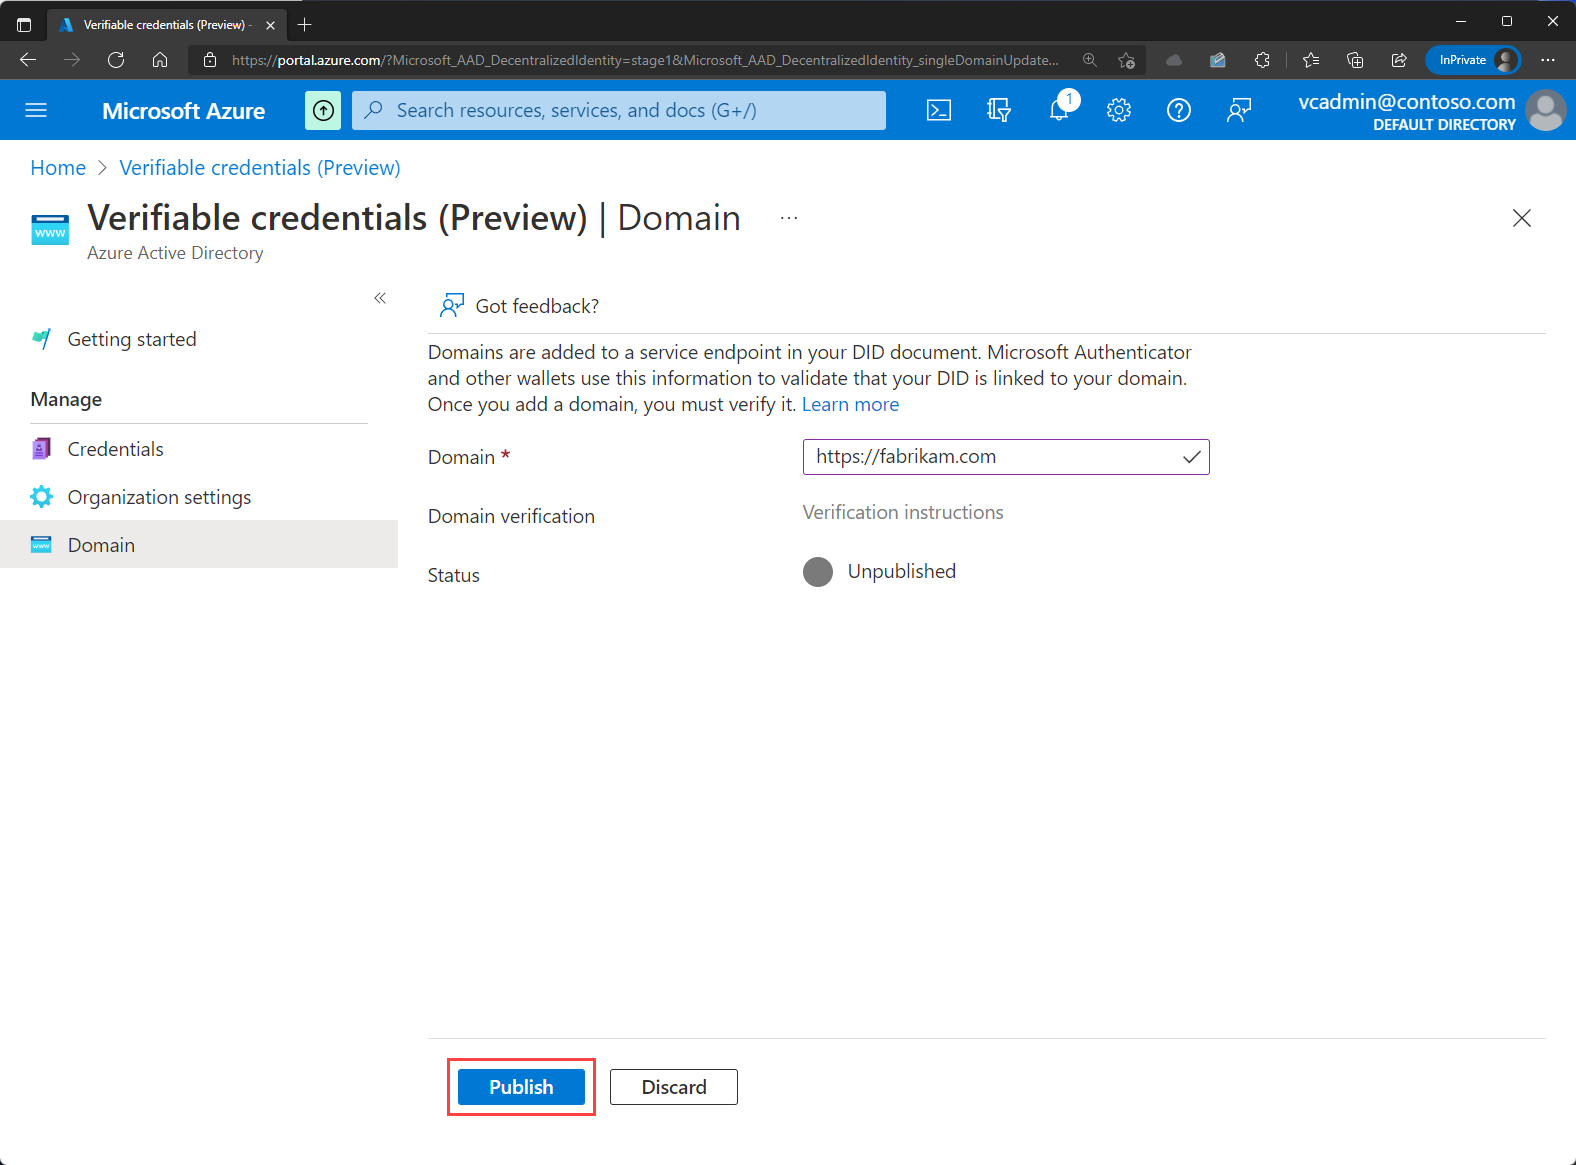 Verifiable credentials (Preview) -
https://portal.azure.com/?Microsoft_AAD_DecentralizedIdentity=stage1&Microsoft_AAD_DecentralizedIdentity_singleDomainUpdate...
InPrivate
Microsoft Azure
Search resources, services, and docs (G+/)
1
vcadmin@contoso.com
DEFAULT DIRECTORY
Home > Verifiable credentials (Preview)
www
Verifiable credentials (Preview) | Domain ...
Azure Active Directory
«
Got feedback?
Getting started
Domains are added to a service endpoint in your DID document. Microsoft Authenticator
and other wallets use this information to validate that your DID is linked to your domain.
Once you add a domain, you must verify it. Learn more
Manage
Credentials
Organization settings
www
Domain
Domain *
https://fabrikam.com
Domain verification
Verification instructions
Status
Unpublished
Publish
Discard